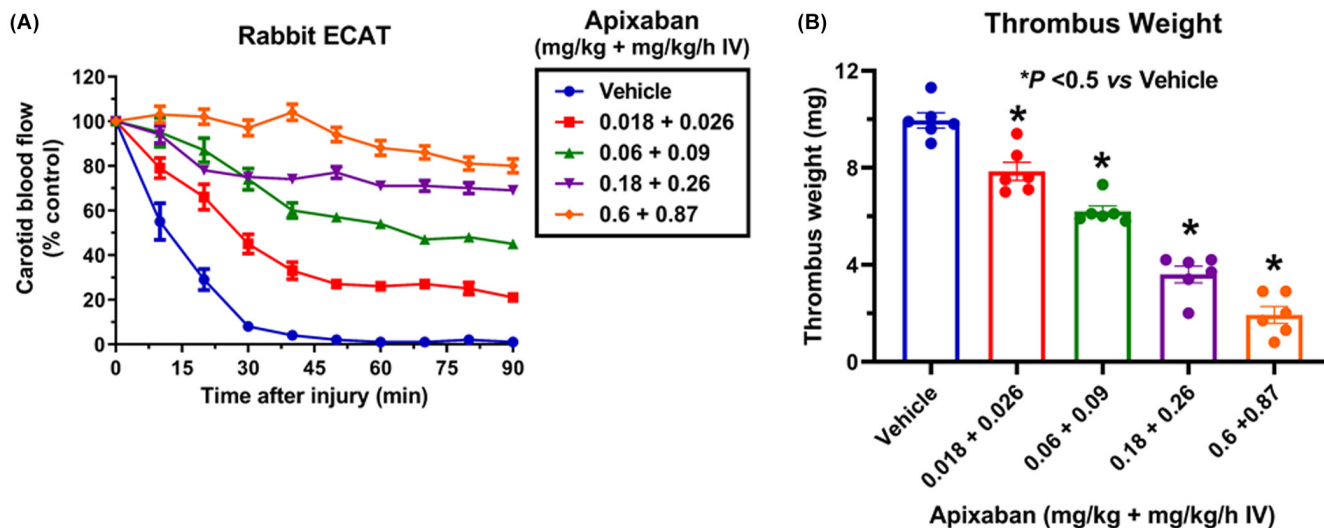 (A)
Rabbit ECAT
Apixaban
(mg/kg + mg/kg/h IV)
Vehicle
0.018 + 0.026
0.06 + 0.09
0.18 + 0.26
0.6 + 0.87
Carotid blood flow
(% control)
120
100
80
60
40
20
0
0 15 30 45 60 75 90
Time after injury (min)
(B)
Thrombus Weight
*P <0.5 vs Vehicle
Thrombus weight (mg)
12
8
4
0
* * * *
Vehicle
0.018 + 0.026
0.06 + 0.09
0.18 + 0.26
0.6 +0.87
Apixaban (mg/kg + mg/kg/h IV)